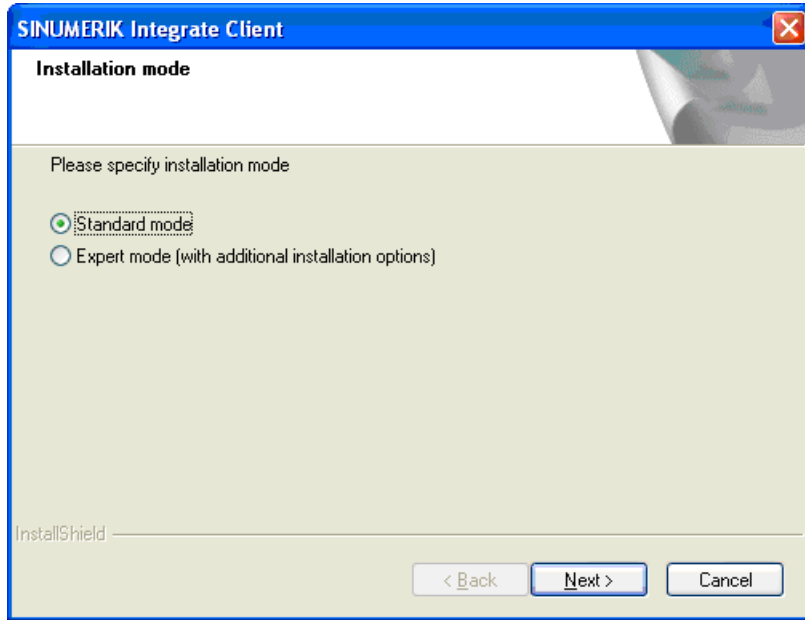 SINUMERIK Integrate Client
Installation mode
Please specify installation mode
Standard mode
Expert mode (with additional installation options)
InstallShield
< Back
Next >
Cancel